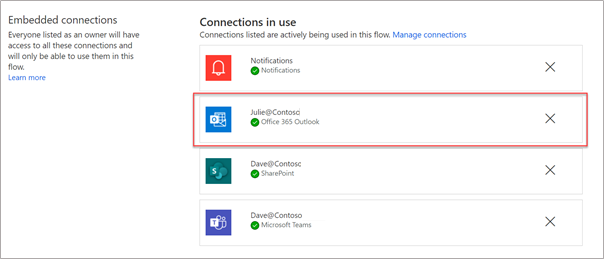 Embedded connections
Everyone listed as an owner will have
access to all these connections and
will only be able to use them in this
flow.
Learn more
Connections in use
Connections listed are actively being used in this flow. Manage connections
Notifications
Notifications
Julie@Contosci
Office 365 Outlook
Dave@Contosc
SharePoint
Dave@Contoso
Microsoft Teams